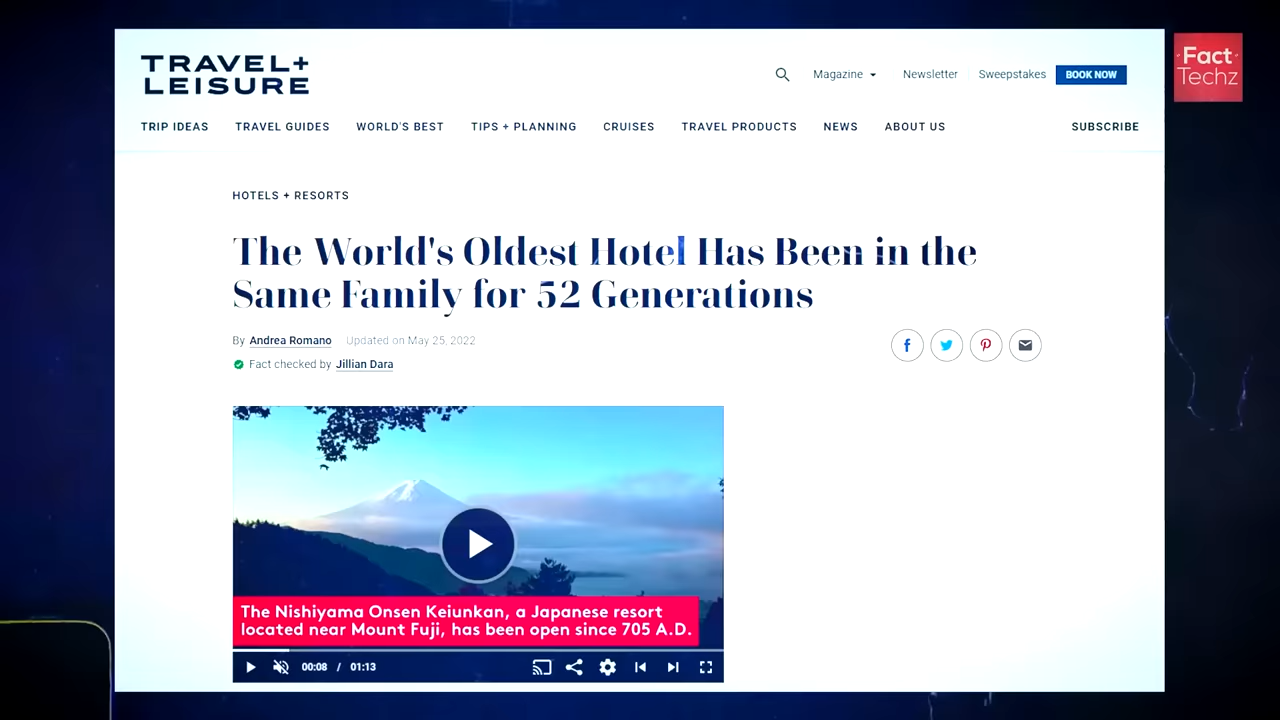 TRAVEL+
LEISURE
Magazine
Newsletter
Sweepstakes
BOOK NOW
Fact
Techz
TRIP IDEAS
TRAVEL GUIDES
WORLD'S BEST
TIPS + PLANNING
CRUISES
TRAVEL PRODUCTS
NEWS
ABOUT US
SUBSCRIBE
HOTELS + RESORTS
The World's Oldest Hotel Has Been in the
Same Family for 52 Generations
By Andrea Romano Updated on May 25, 2022
Fact checked by Jillian Dara
The Nishiyama Onsen Keiunkan, a Japanese resort
located near Mount Fuji, has been open since 705 A.D.
00:08 / 01:13